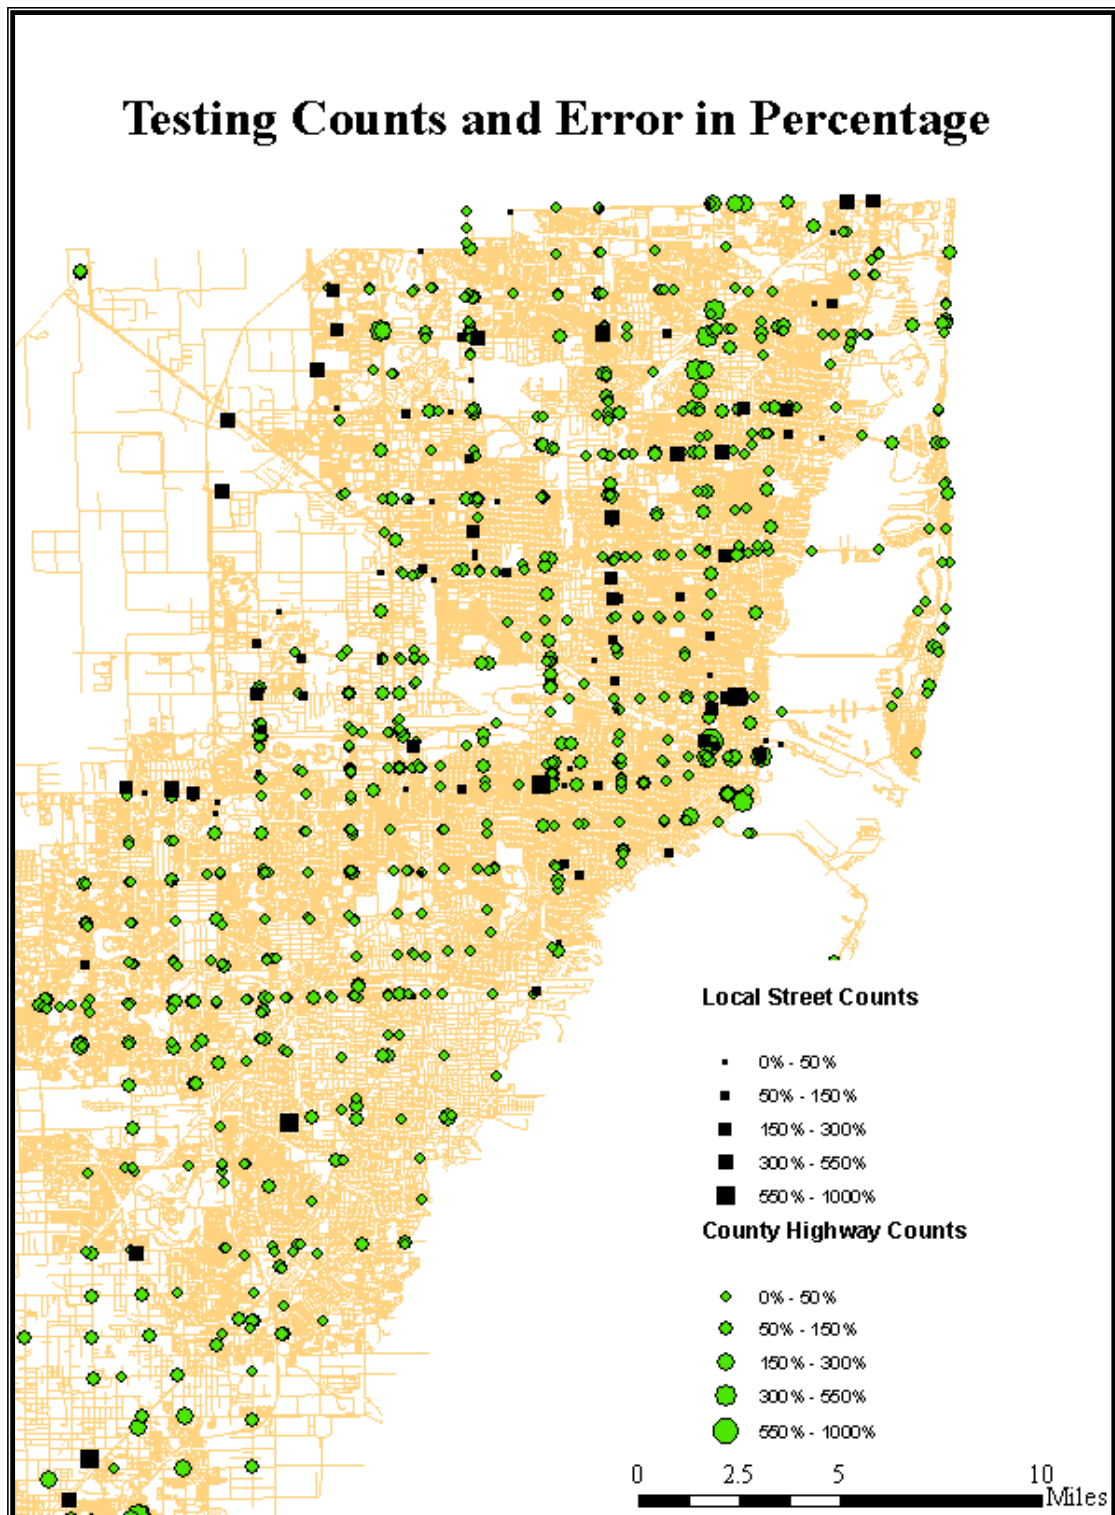 Testing Counts and Error in Percentage
Local Street Counts
0% - 50%
50% - 150%
150% - 300%
300% - 550%
550% - 1000%
County Highway Counts
0% - 50%
50% - 150%
150% - 300%
300% - 550%
550% - 1000%
0 2.5 5 10
Miles